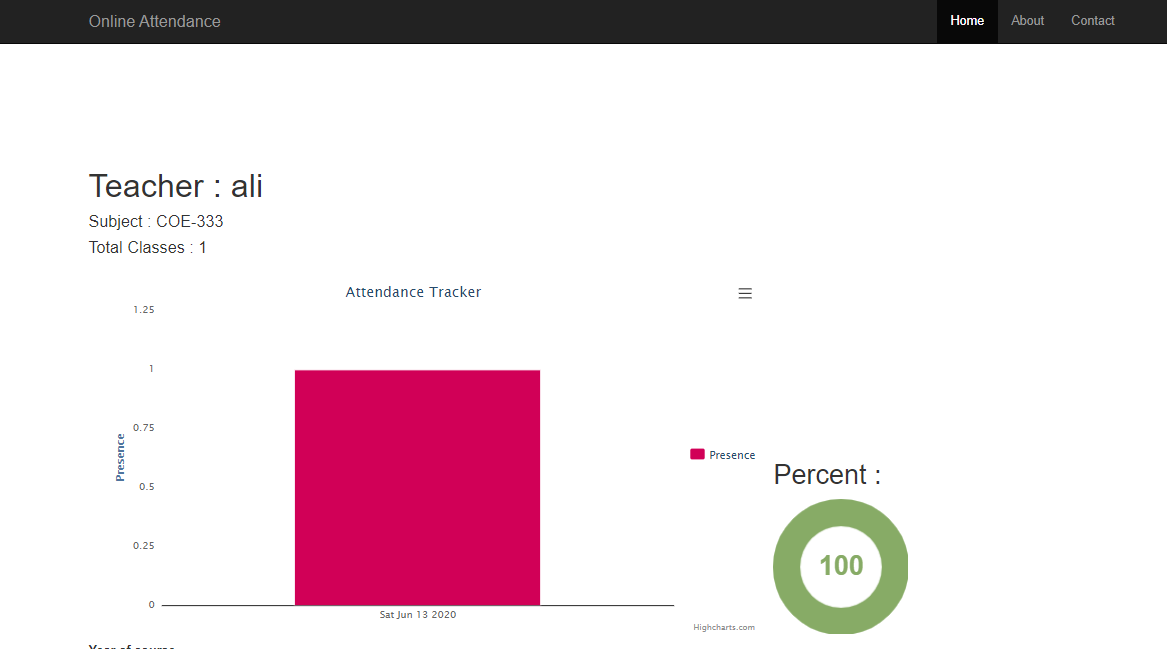 Online Attendance
Home
About
Contact
Teacher : ali
Subject : COE-333
Total Classes : 1
Attendance Tracker
1.25
1
0.75
0.5
0.25
0
Presence
Sat Jun 13 2020
Presence
Highcharts.com
Percent :
100